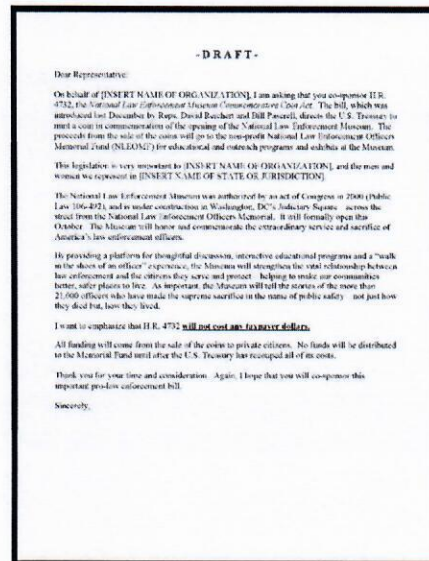 - D R A F T -
Dear Representative:
On behalf of [INSERT NAME OF ORGANIZATION], I am asking that you co-sponsor H.R.
4732, the National Law Enforcement Museum Commemorative Coin Act. The bill, which was
introduced last December by Reps. David Reichert and Bill Pascrell, directs the U.S. Treasury to
mint a coin in commemoration of the opening of the National Law Enforcement Museum. The
proceeds from the sale of the coins will go to the non-profit National Law Enforcement Officers
Memorial Fund (NLEOMF) for educational and outreach programs and exhibits at the Museum.
This legislation is very important to [INSERT NAME OF ORGANIZATION], and the men and
women we represent in [INSERT NAME OF STATE OR JURISDICTION].
The National Law Enforcement Museum was authorized by an act of Congress in 2000 (Public
Law 106-492), and is under construction in Washington, DC's Judiciary Square across the
street from the National Law Enforcement Officers Memorial. It will formally open this
October. The Museum will honor and commemorate the extraordinary service and sacrifice of
America's law enforcement officers.
By providing a platform for thoughtful discussion, interactive educational programs and a "walk
in the shoes of an officer" experience, the Museum will strengthen the vital relationship between
law enforcement and the citizens they serve and protect helping to make our communities
better, safer places to live. As important, the Museum will tell the stories of the more than
21,000 officers who have made the supreme sacrifice in the name of public safety not just how
they died but, how they lived.
I want to emphasize that H.R. 4732 will not cost any taxpayer dollars.
All funding will come from the sale of the coins to private citizens. No funds will be distributed
to the Memorial Fund until after the U.S. Treasury has recouped all of its costs.
Thank you for your time and consideration. Again, I hope that you will co-sponsor this
important pro-law enforcement bill.
Sincerely,